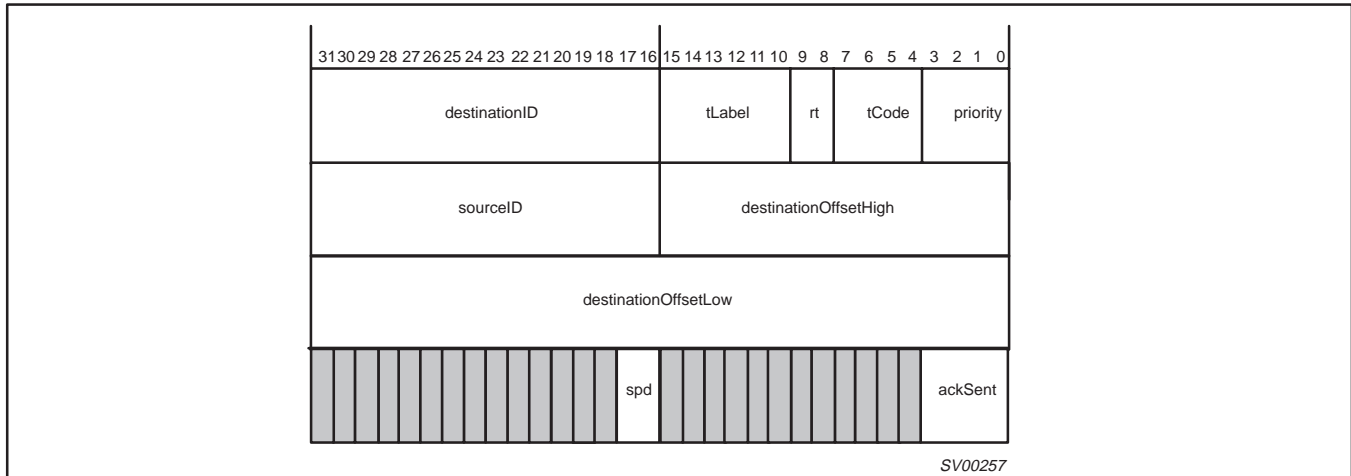 31 30 29 28 27 26 25 24 23 22 21 20 19 18 17 16 15 14 13 12 11 10 9 8 7 6 5 4 3 2 1 0
destinationID tLabel rt tCode priority
sourceID destinationOffsetHigh
destinationOffsetLow
spd ackSent
SV00257